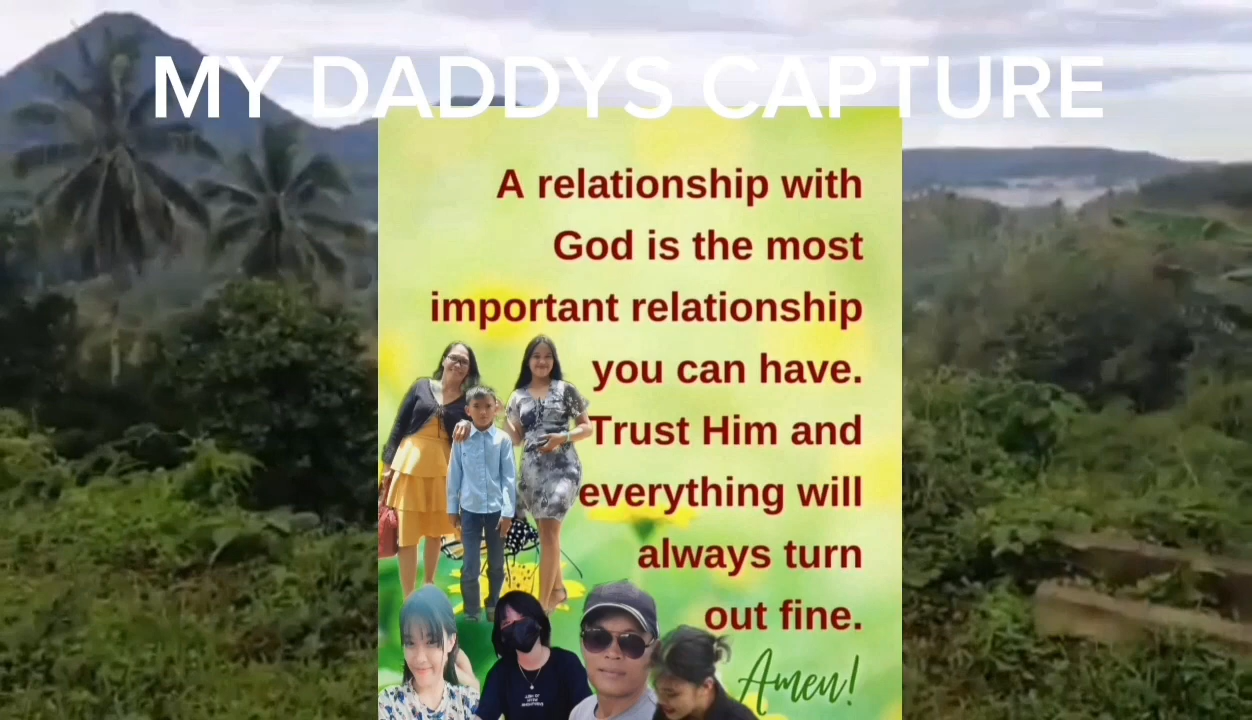 MY DADDYS CAPTURE
A relationship with
God is the most
important relationship
you can have.
Trust Him and
everything will
always turn
out fine.
Amen!